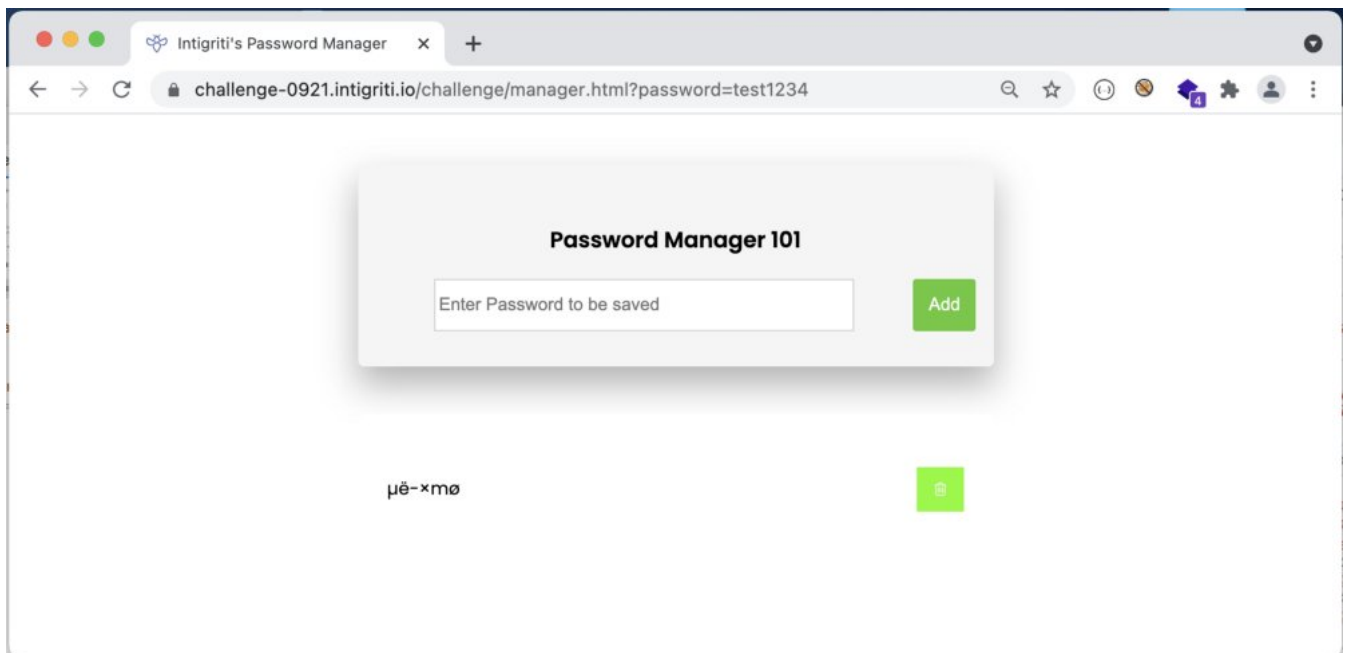 Intigriti's Password Manager
challenge-0921.intigriti.io/challenge/manager.html?password=test1234
4
Password Manager 101
Enter Password to be saved
Add
µë-×mø